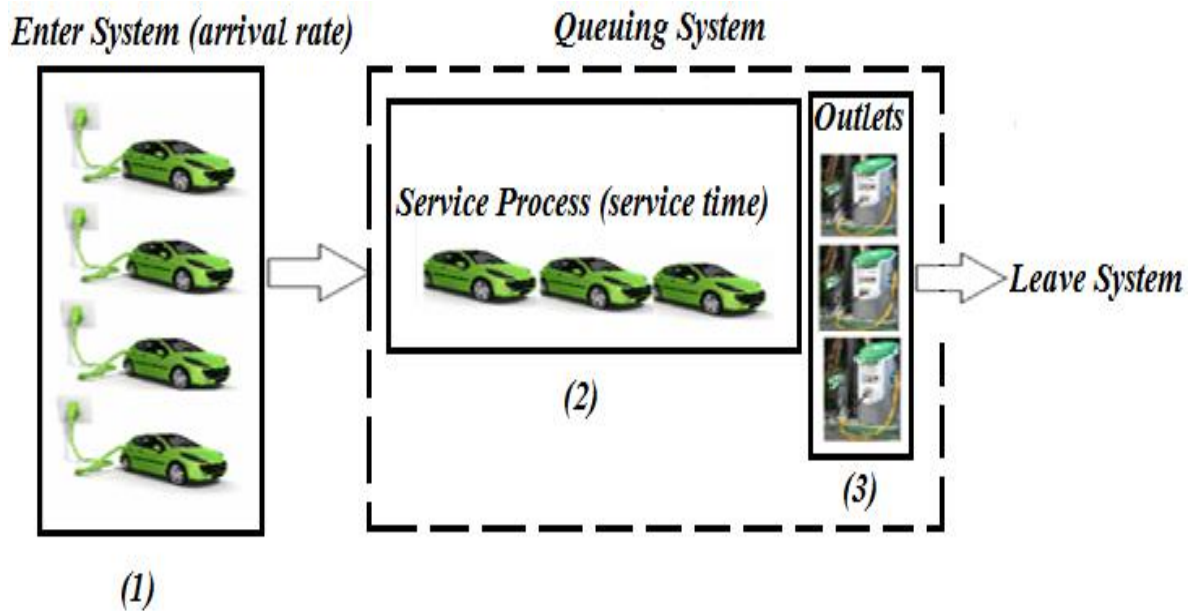 Enter System (arrival rate)
Queuing System
Outlets
Service Process (service time)
Leave System
(2)
(3)
(1)